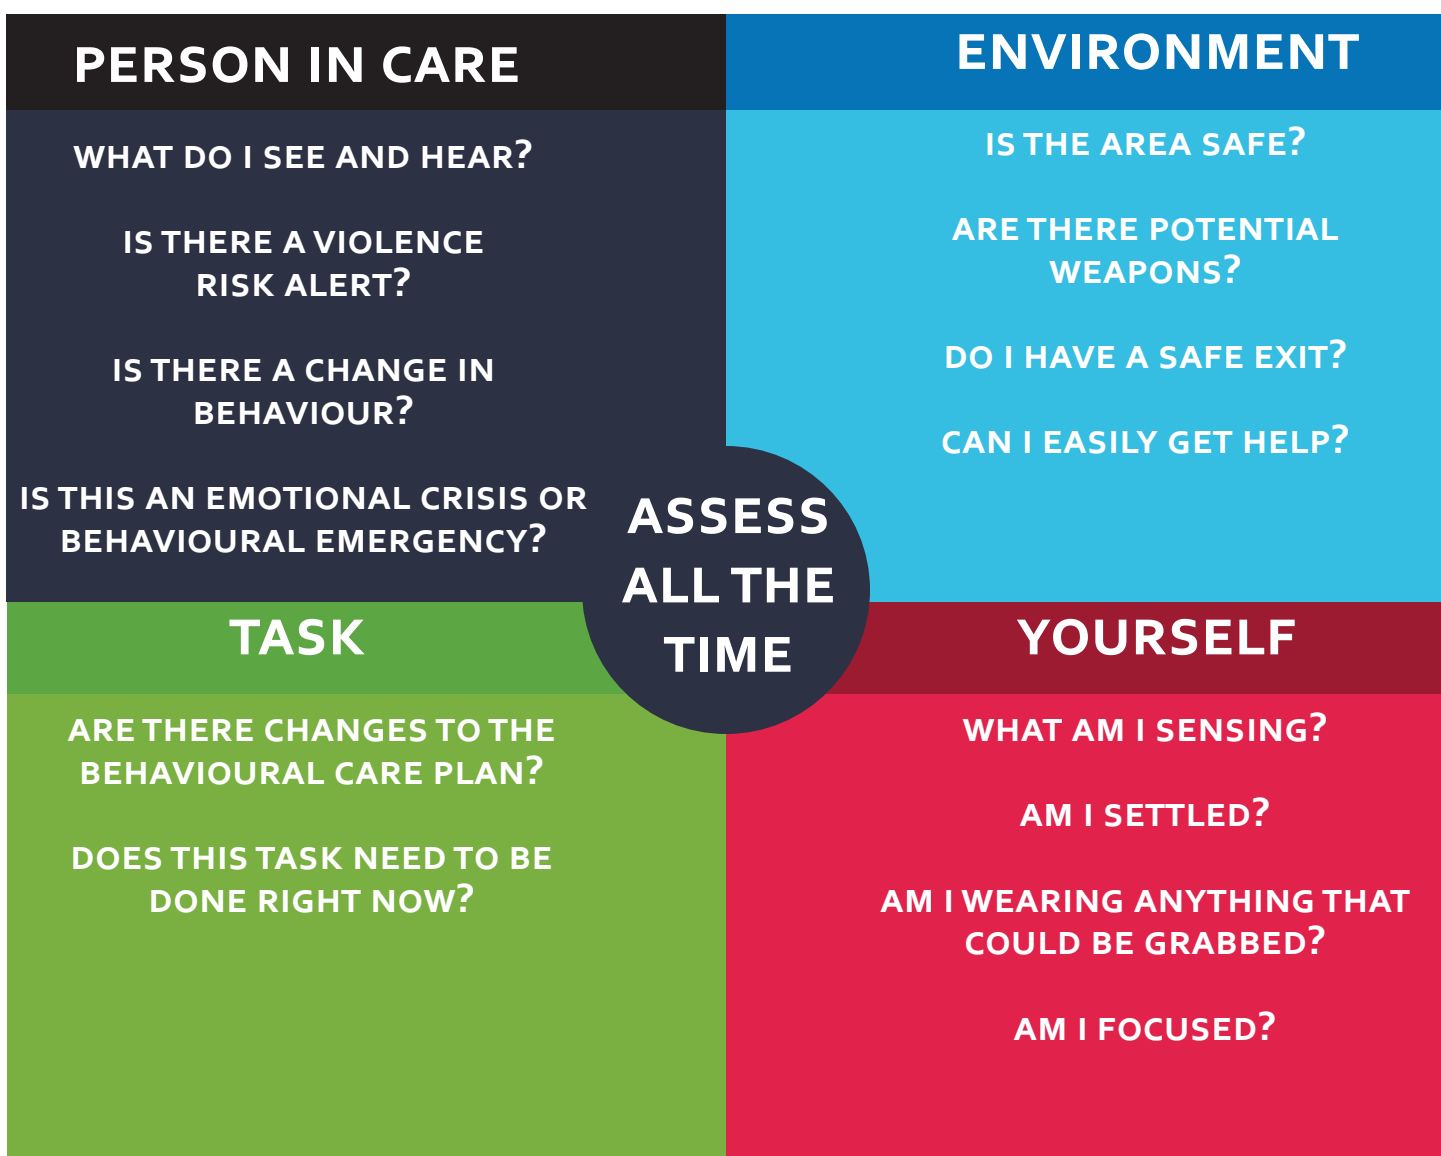 PERSON IN CARE
WHAT DO I SEE AND HEAR?
IS THERE A VIOLENCE
RISK ALERT?
IS THERE A CHANGE IN
BEHAVIOUR?
IS THIS AN EMOTIONAL CRISIS OR
BEHAVIOURAL EMERGENCY?
ENVIRONMENT
IS THE AREA SAFE?
ARE THERE POTENTIAL
WEAPONS?
DO I HAVE A SAFE EXIT?
CAN I EASILY GET HELP?
ASSESS
ALL THE
TIME
TASK
ARE THERE CHANGES TO THE
BEHAVIOURAL CARE PLAN?
DOES THIS TASK NEED TO BE
DONE RIGHT NOW?
YOURSELF
WHAT AM I SENSING?
AM I SETTLED?
AM I WEARING ANYTHING THAT
COULD BE GRABBED?
AM I FOCUSED?